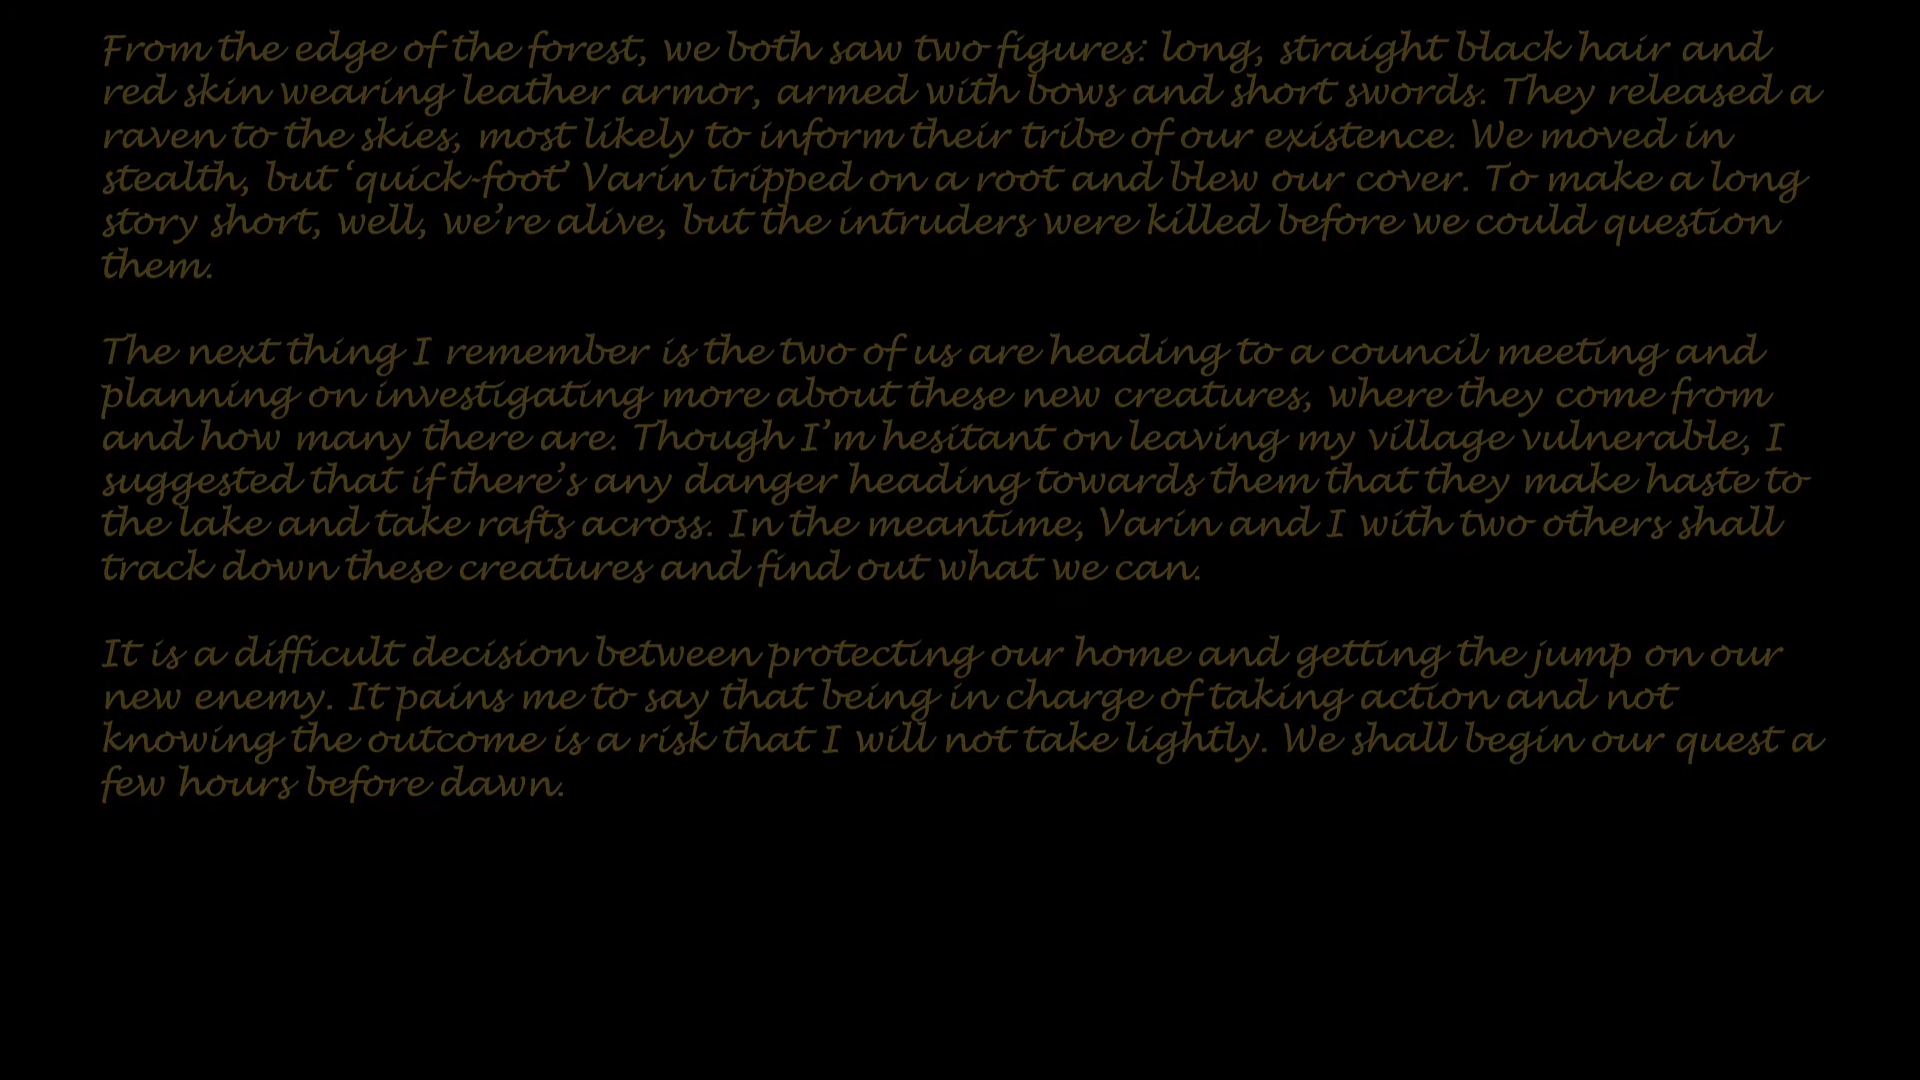 From the edge of the forest, we both saw two figures: long, straight black hair and
red skin wearing leather armor, armed with bows and short swords. They released a
raven to the skies, most likely to inform their tribe of our existence. We moved in
stealth, but ‘quick-foot’ Varin tripped on a root and blew our cover. To make a long
story short, well, we’re alive, but the intruders were killed before we could question
them.
The next thing I remember is the two of us are heading to a council meeting and
planning on investigating more about these new creatures, where they come from
and how many there are. Though I’m hesitant on leaving my village vulnerable, I
suggested that if there’s any danger heading towards them that they make haste to
the lake and take rafts across. In the meantime, Varin and I with two others shall
track down these creatures and find out what we can.
It is a difficult decision between protecting our home and getting the jump on our
new enemy. It pains me to say that being in charge of taking action and not
knowing the outcome is a risk that I will not take lightly. We shall begin our quest a
few hours before dawn.